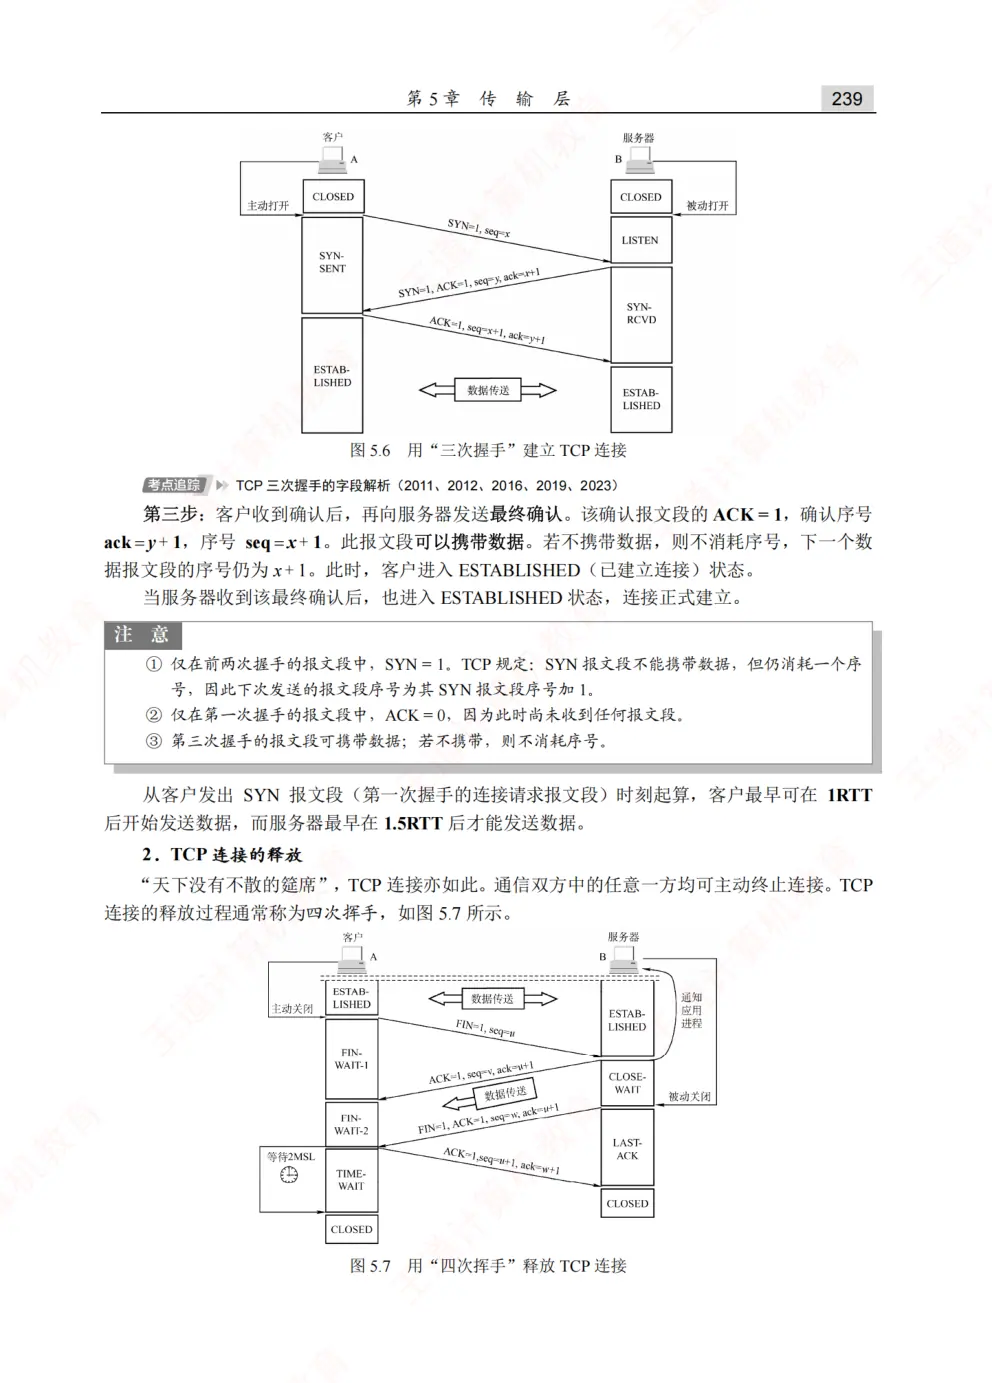 第 5 章 传 输 层 239
客户 服务器
A B
CLOSED CLOSED
主动打开 被动打开
SYN=1, seq=x
LISTEN
SYN-
SENT
SYN=1, ACK=1, seq=y, ack=x+1
SYN-
RCVD
ACK=1, seq=x+1, ack=y+1
ESTAB-
LISHED
数据传送
ESTAB-
LISHED
图 5.6 用“三次握手”建立 TCP 连接
考点追踪 TCP 三次握手的字段解析（2011、2012、2016、2019、2023）
第三步：客户收到确认后，再向服务器发送最终确认。该确认报文段的 ACK = 1，确认序号
ack = y + 1，序号 seq = x + 1。此报文段可以携带数据。若不携带数据，则不消耗序号，下一个数
据报文段的序号仍为 x + 1。此时，客户进入 ESTABLISHED（已建立连接）状态。
当服务器收到该最终确认后，也进入 ESTABLISHED 状态，连接正式建立。
注 意
① 仅在前两次握手的报文段中，SYN = 1。TCP 规定：SYN 报文段不能携带数据，但仍消耗一个序
号，因此下次发送的报文段序号为其 SYN 报文段序号加 1。
② 仅在第一次握手的报文段中，ACK = 0，因为此时尚未收到任何报文段。
③ 第三次握手的报文段可携带数据；若不携带，则不消耗序号。
从客户发出 SYN 报文段（第一次握手的连接请求报文段）时刻起算，客户最早可在 1RTT
后开始发送数据，而服务器最早在 1.5RTT 后才能发送数据。
2．TCP 连接的释放
“天下没有不散的筵席”，TCP 连接亦如此。通信双方中的任意一方均可主动终止连接。TCP
连接的释放过程通常称为四次挥手，如图 5.7 所示。
客户 服务器
A B
ESTAB-
LISHED
数据传送
主动关闭
通知
应用
进程
ESTAB-
LISHED
FIN=1, seq=u
FIN-
WAIT-1
ACK=1, seq=v, ack=u+1
CLOSE-
WAIT
数据传送
被动关闭
FIN-
WAIT-2
FIN=1, ACK=1, seq=w, ack=u+1
LAST-
ACK
等待2MSL
ACK=1,seq=u+1, ack=w+1
TIME-
WAIT
CLOSED
CLOSED
图 5.7 用“四次挥手”释放 TCP 连接
王道计算机教育